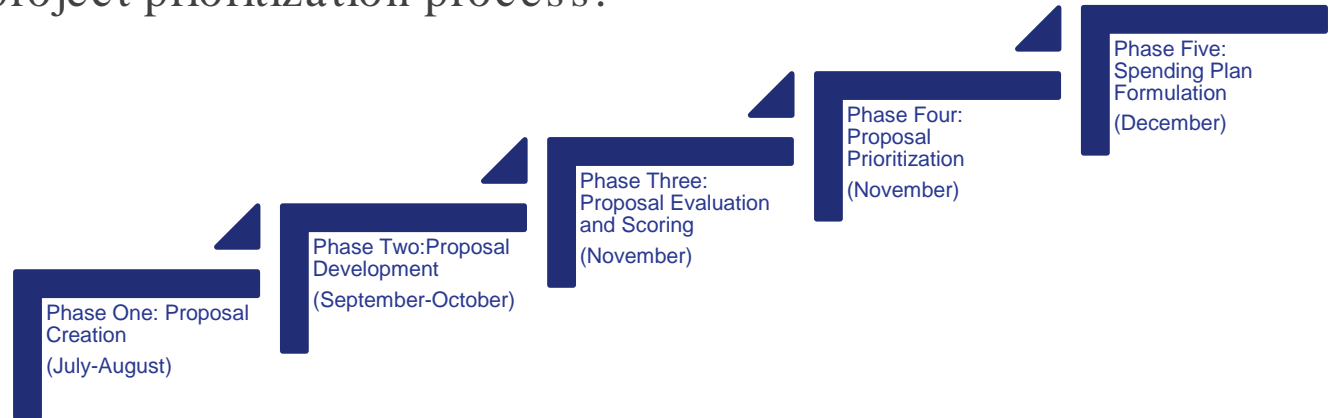 project prioritization process?
Phase One: Proposal
Creation
(July-August)
Phase Two:Proposal
Development
(September-October)
Phase Three:
Proposal Evaluation
and Scoring
(November)
Phase Four:
Proposal
Prioritization
(November)
Phase Five:
Spending Plan
Formulation
(December)